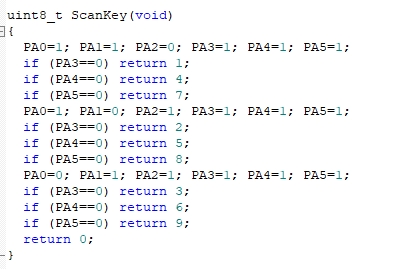 uint8_t ScanKey(void)
{
PA0=1; PA1=1; PA2=0; PA3=1; PA4=1; PA5=1;
if (PA3==0) return 1;
if (PA4==0) return 4;
if (PA5==0) return 7;
PA0=1; PA1=0; PA2=1; PA3=1; PA4=1; PA5=1;
if (PA3==0) return 2;
if (PA4==0) return 5;
if (PA5==0) return 8;
PA0=0; PA1=1; PA2=1; PA3=1; PA4=1; PA5=1;
if (PA3==0) return 3;
if (PA4==0) return 6;
if (PA5==0) return 9;
return 0;
}